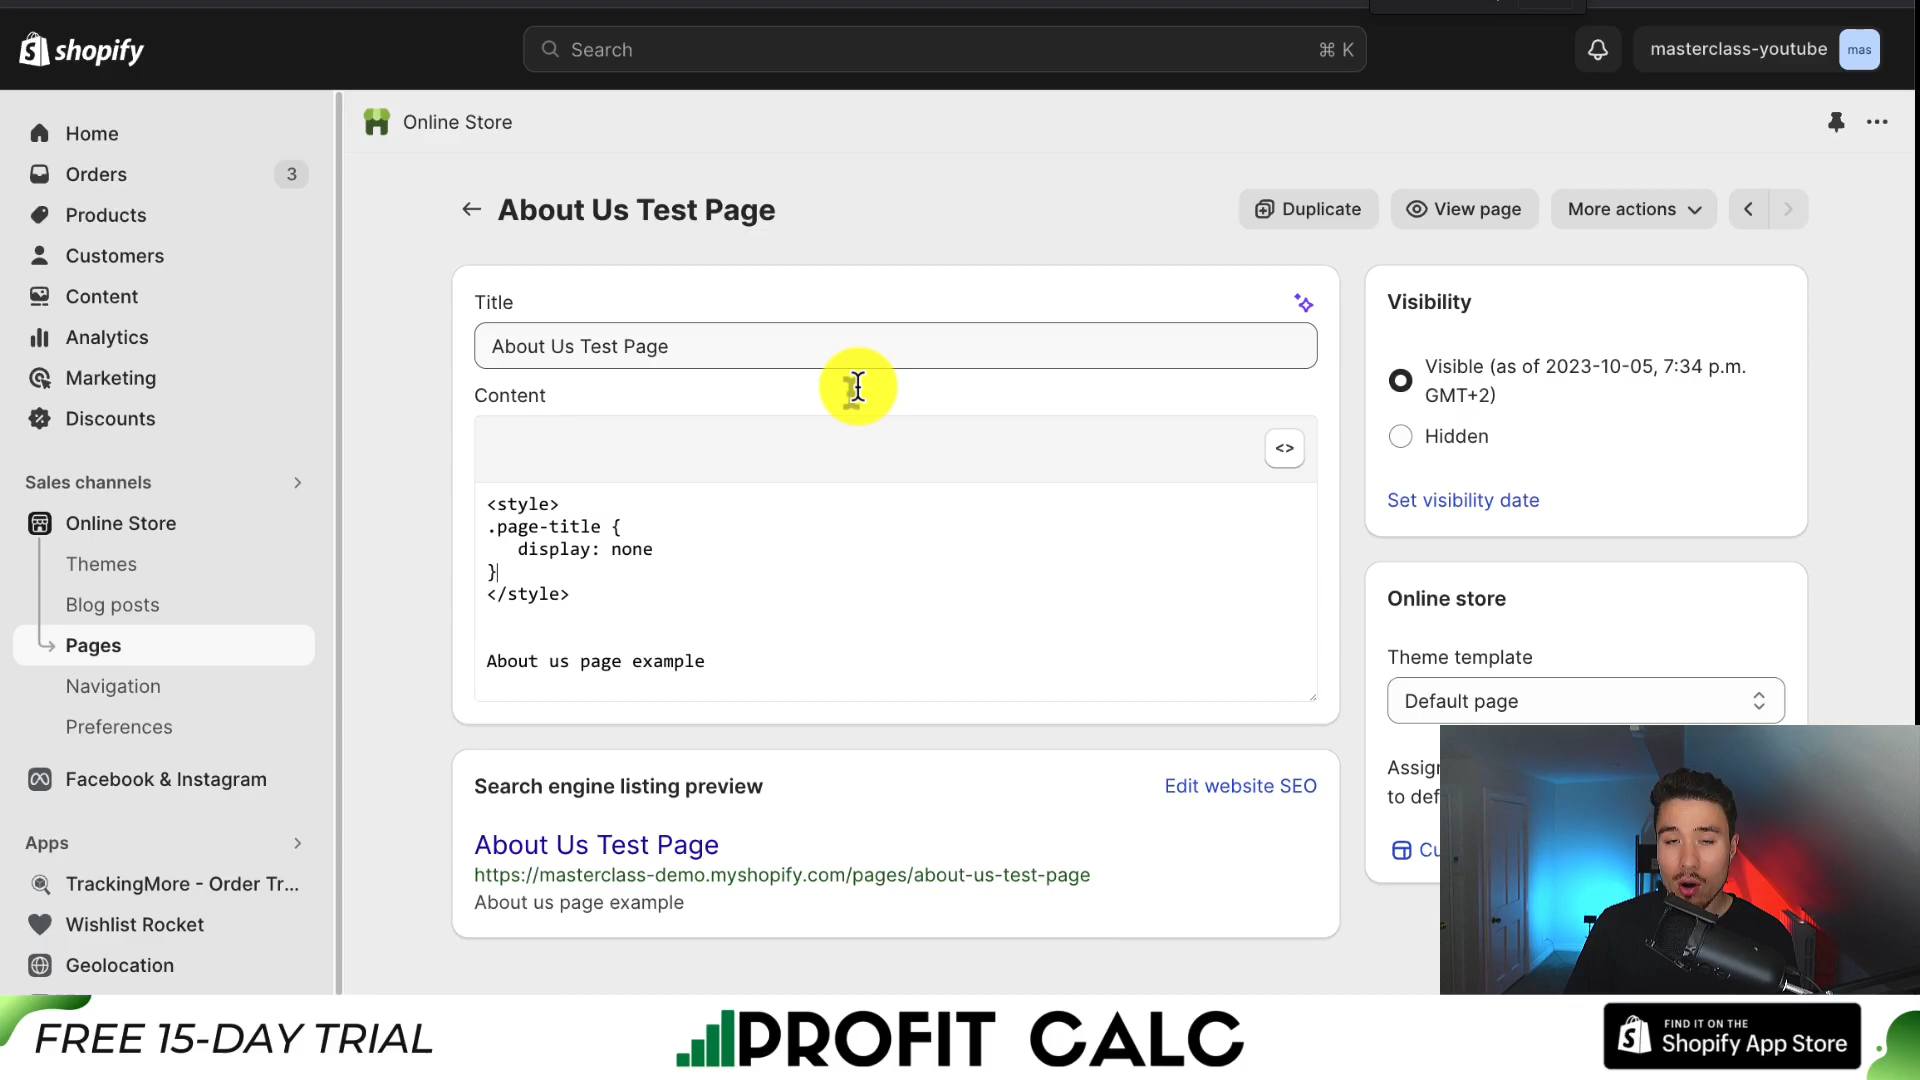 shopify
Search
⌘ K
masterclass-youtube
mas
Home
Orders
3
Products
Customers
Content
Analytics
Marketing
Discounts
Sales channels
Online Store
Themes
Blog posts
Pages
Navigation
Preferences
Facebook & Instagram
Apps
TrackingMore - Order Tr...
Wishlist Rocket
Geolocation
Online Store
About Us Test Page
Duplicate
View page
More actions
Title
About Us Test Page
Content
<>
<style>
.page-title {
display: none
}
</style>
About us page example
Search engine listing preview
Edit website SEO
About Us Test Page
https://masterclass-demo.myshopify.com/pages/about-us-test-page
About us page example
Visibility
Visible (as of 2023-10-05, 7:34 p.m.
GMT+2)
Hidden
Set visibility date
Online store
Theme template
Default page
to
FREE 15-DAY TRIAL
PROFIT CALC
FIND IT ON THE
Shopify App Store